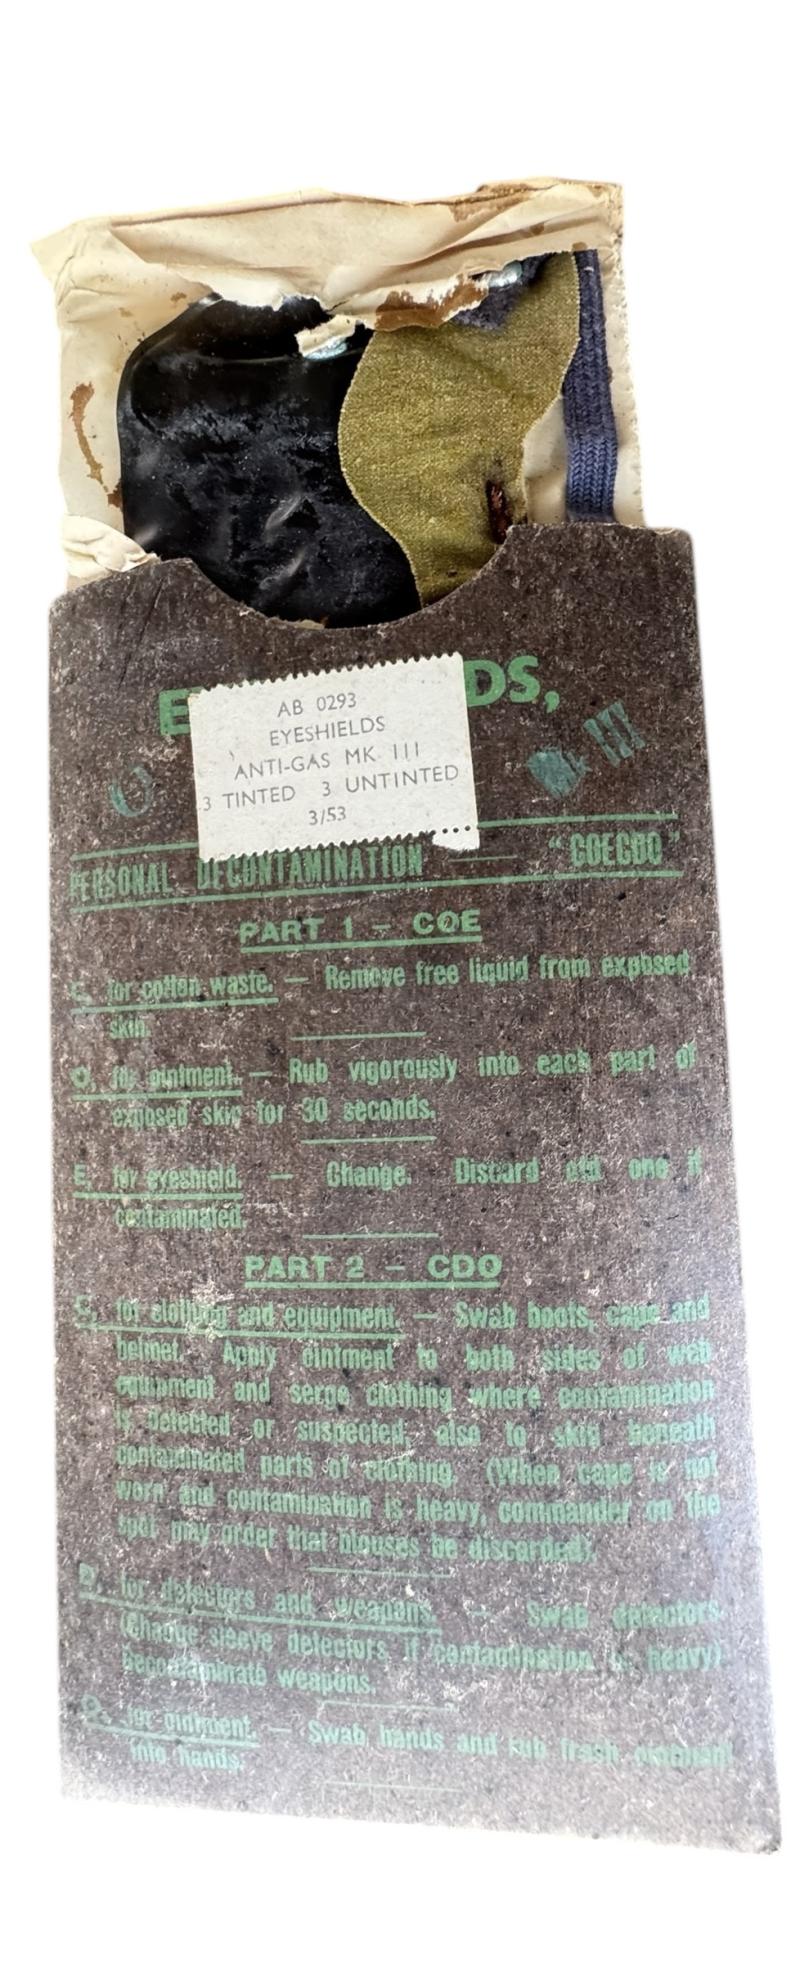 E DS,
AB 0293
EYESHIELDS
ANTI-GAS MK. III
3 TINTED 3 UNTINTED
3/53
O
Mk III
PERSONAL DECONTAMINATION — "COECDO"
PART 1 – COE
C. for cotton waste. — Remove free liquid from exposed
skin.
O. for ointment. — Rub vigorously into each part of
exposed skin for 30 seconds.
E. for eyeshield. — Change. Discard old one if
contaminated.
PART 2 – CDO
C. for clothing and equipment. — Swab boots, cape and
helmet. Apply ointment to both sides of web
equipment and serge clothing where contamination
is detected or suspected, also to skin beneath
contaminated parts of clothing. (When cape is not
worn and contamination is heavy, commander on the
spot may order that blouses be discarded).
D. for detectors and weapons. — Swab detectors.
(Change sleeve detectors if contamination is heavy)
Decontaminate weapons.
O. for ointment. — Swab hands and rub fresh ointment
into hands.